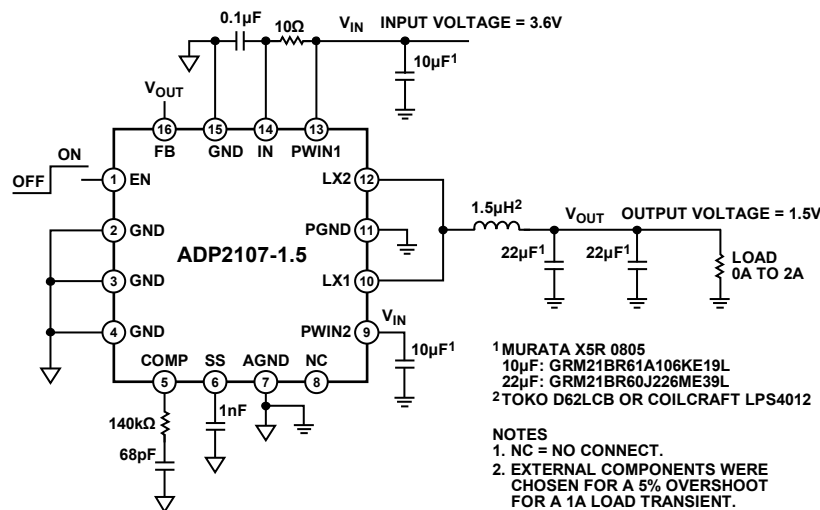 0.1µF
10Ω
VIN
INPUT VOLTAGE = 3.6V
10µF1
VOUT
16
15
14
13
FB
GND
IN
PWIN1
ON
OFF
1
EN
LX2
12
2
GND
PGND
11
1.5µH2
VOUT
OUTPUT VOLTAGE = 1.5V
ADP2107-1.5
22µF1
22µF1
LOAD
0A TO 2A
3
GND
LX1
10
4
GND
PWIN2
9
VIN
10µF1
COMP
SS
AGND
NC
5
6
7
8
140kΩ
1nF
68pF
1 MURATA X5R 0805
10µF: GRM21BR61A106KE19L
22µF: GRM21BR60J226ME39L
2 TOKO D62LCB OR COILCRAFT LPS4012
NOTES
1. NC = NO CONNECT.
2. EXTERNAL COMPONENTS WERE
CHOSEN FOR A 5% OVERSHOOT
FOR A 1A LOAD TRANSIENT.